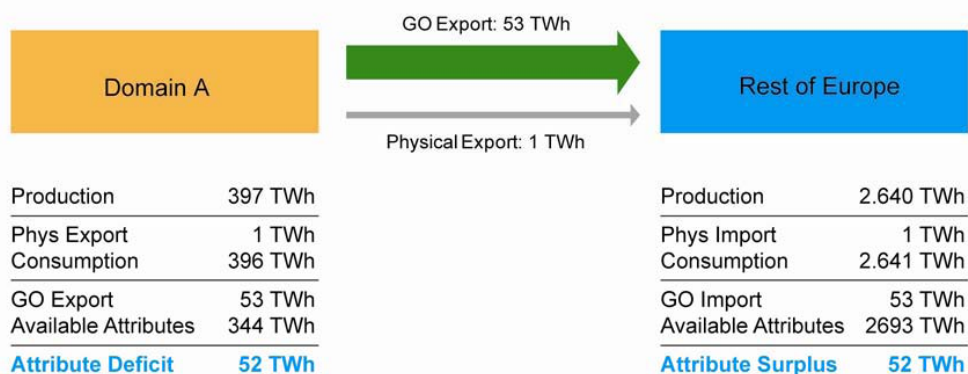 GO Export: 53 TWh
Domain A
Rest of Europe
Physical Export: 1 TWh
Production 397 TWh
Phys Export 1 TWh
Consumption 396 TWh
GO Export 53 TWh
Available Attributes 344 TWh
Attribute Deficit 52 TWh
Production 2.640 TWh
Phys Import 1 TWh
Consumption 2.641 TWh
GO Import 53 TWh
Available Attributes 2693 TWh
Attribute Surplus 52 TWh